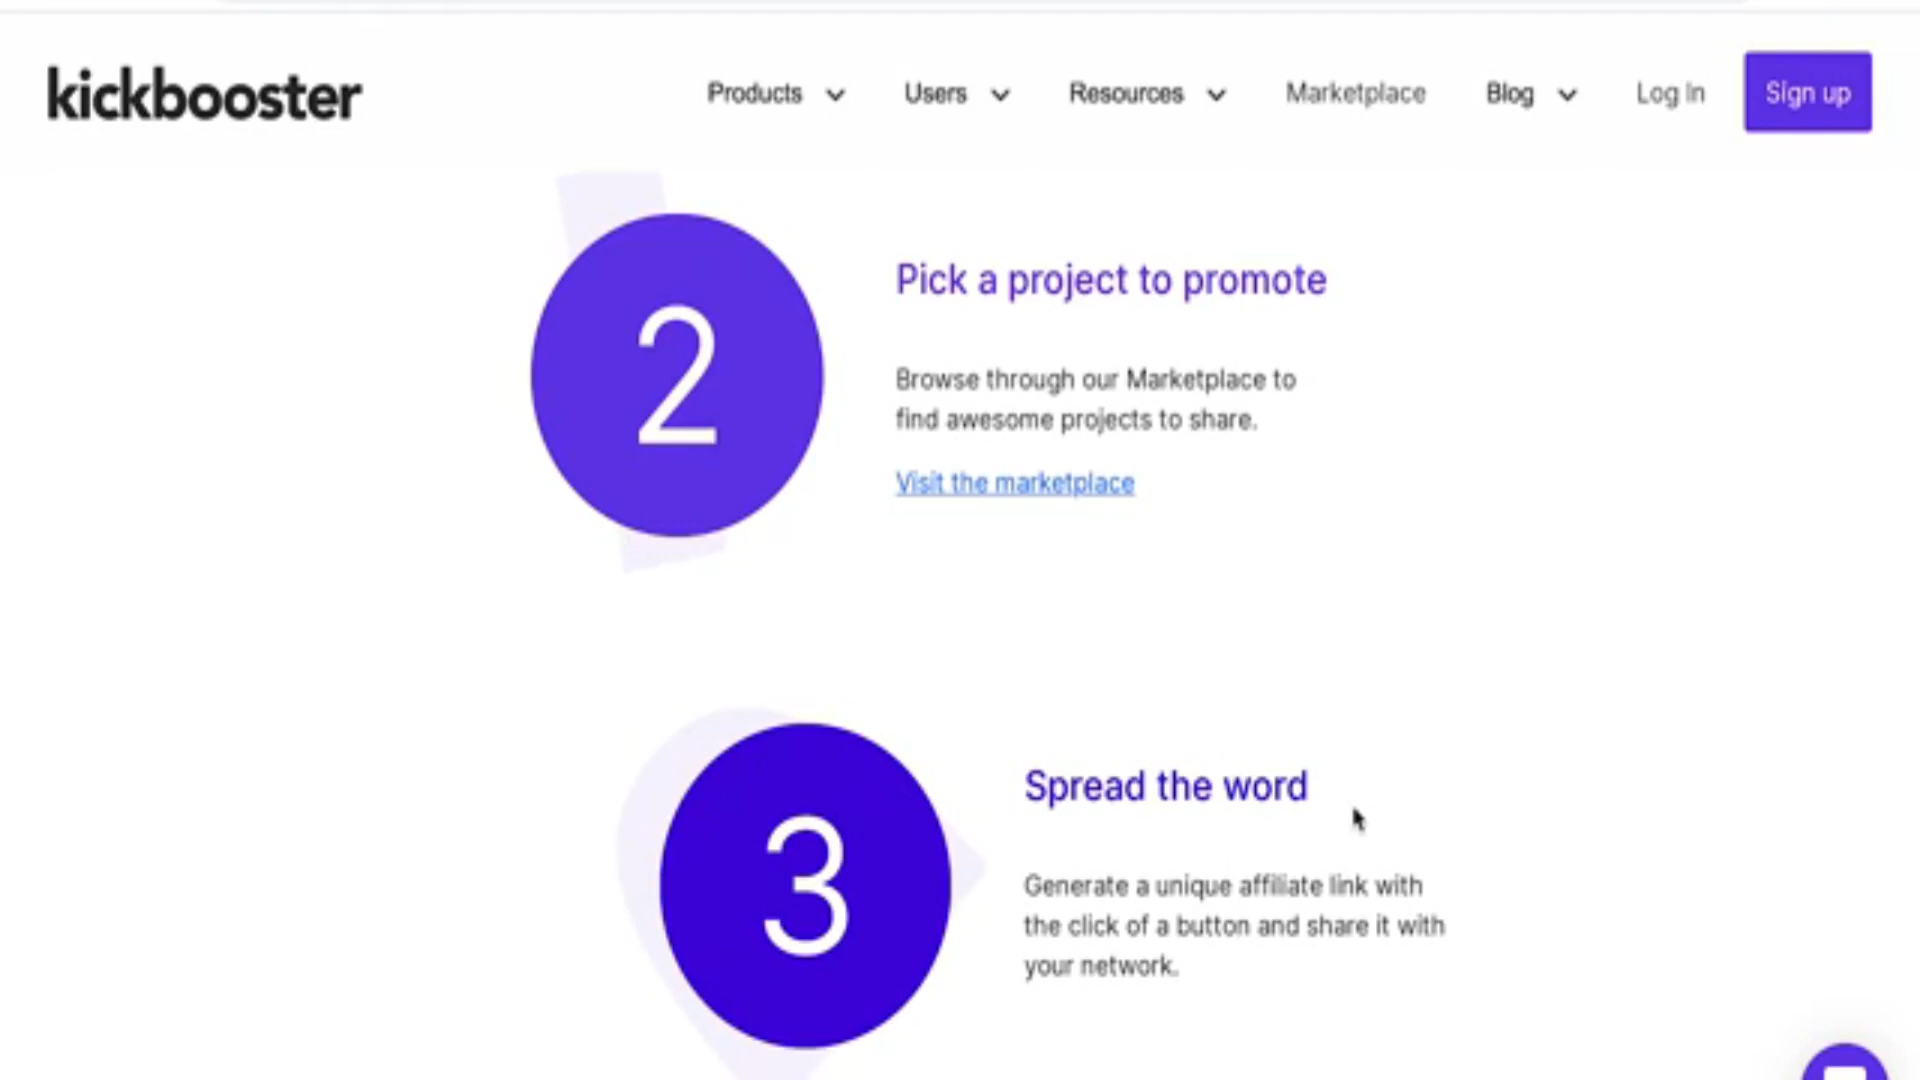 kickbooster
Products
Users
Resources
Marketplace
Blog
Log In
Sign up
2
Pick a project to promote
Browse through our Marketplace to
find awesome projects to share.
Visit the marketplace
3
Spread the word
Generate a unique affiliate link with
the click of a button and share it with
your network.